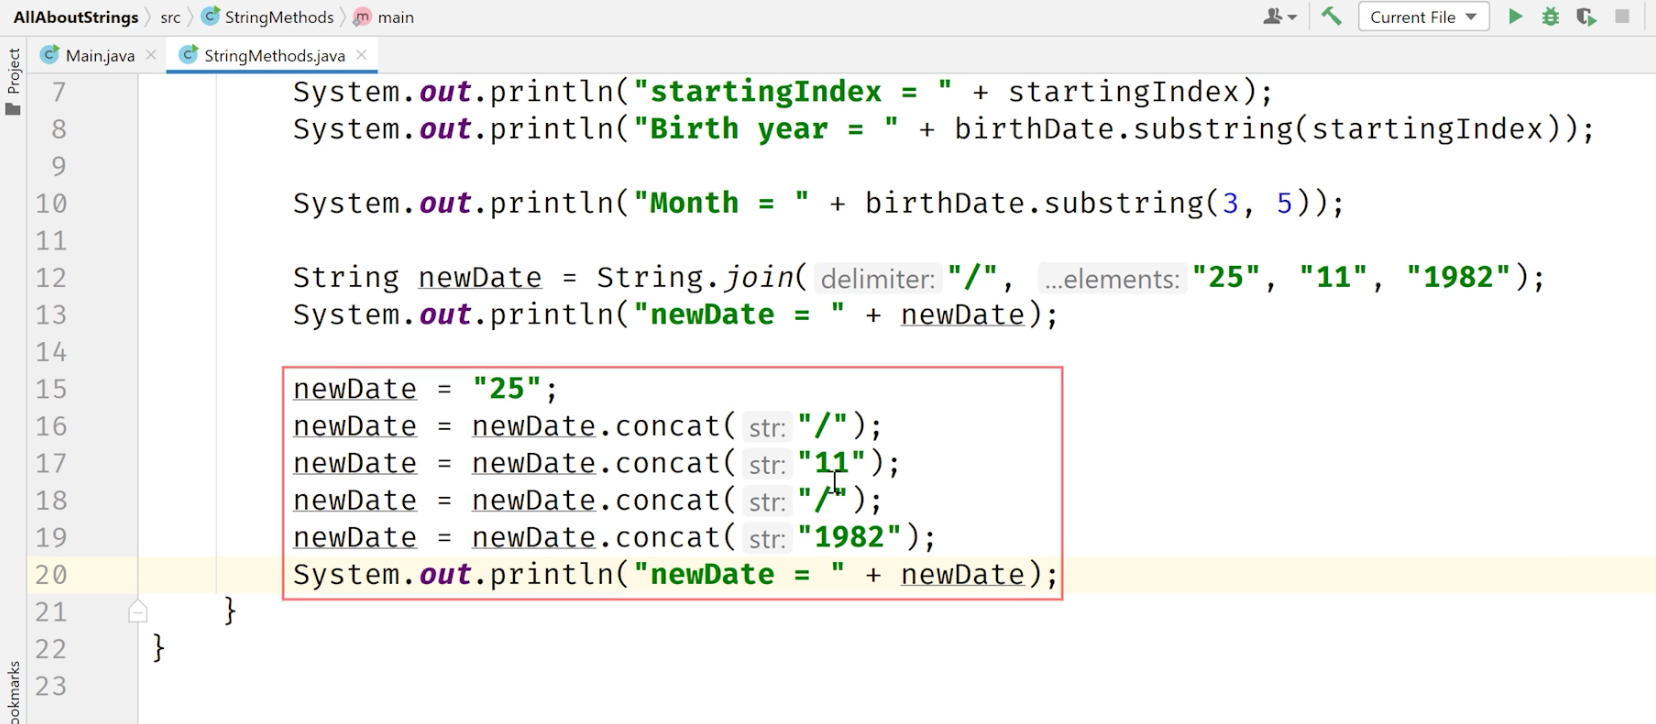 AllAboutStrings 〉 src 〉 StringMethods 〉 main
Current File
Project
Main.java
StringMethods.java
7 System.out.println("startingIndex = " + startingIndex);
8 System.out.println("Birth year = " + birthDate.substring(startingIndex));
9
10 System.out.println("Month = " + birthDate.substring(3, 5));
11
12 String newDate = String.join( delimiter: "/", ...elements: "25", "11", "1982");
13 System.out.println("newDate = " + newDate);
14
15 newDate = "25";
16 newDate = newDate.concat( str: "/");
17 newDate = newDate.concat( str: "11");
18 newDate = newDate.concat( str: "/");
19 newDate = newDate.concat( str: "1982");
20 System.out.println("newDate = " + newDate);
21 }
22 }
23
ookmarks